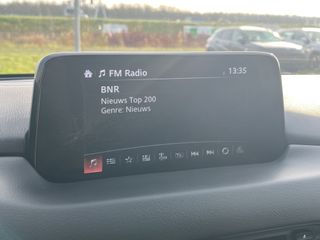 FM Radio 13:35
BNR
Nieuws Top 200
Genre: Nieuws